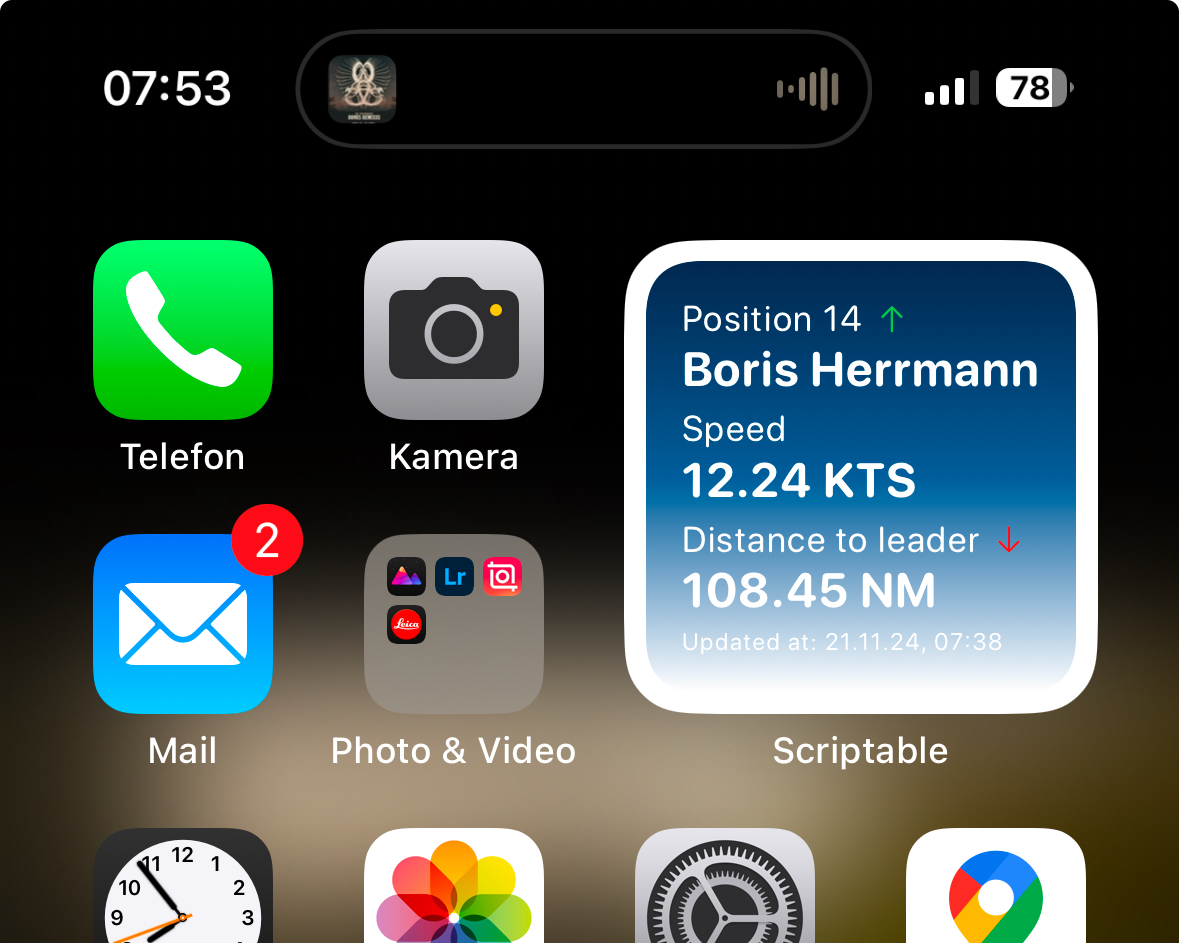 07:53
78
Telefon
Kamera
Position 14 ↑
Boris Herrmann
Speed
12.24 KTS
Distance to leader ↓
108.45 NM
Updated at: 21.11.24, 07:38
2
Lr
Leica
Mail
Photo & Video
Scriptable
11 12 1
10 2
9 3